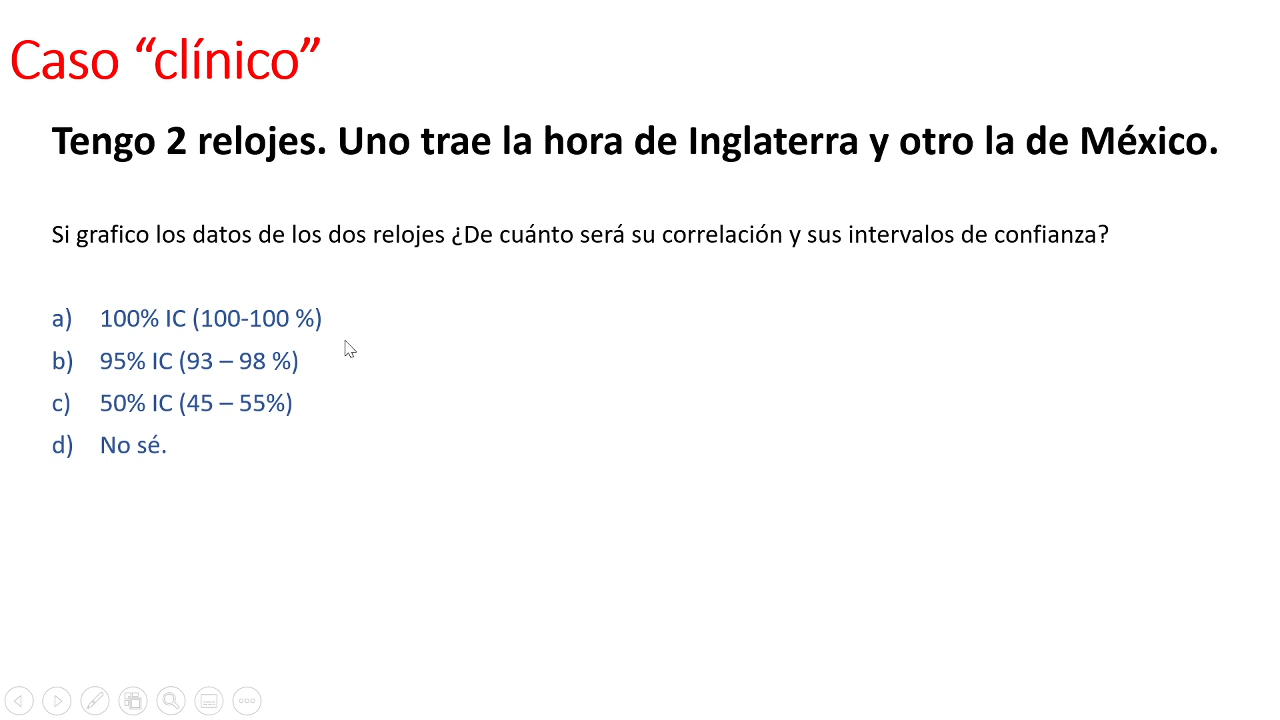 Caso “clínico”
Tengo 2 relojes. Uno trae la hora de Inglaterra y otro la de México.
Si grafico los datos de los dos relojes ¿De cuánto será su correlación y sus intervalos de confianza?
a) 100% IC (100-100 %)
b) 95% IC (93 – 98 %)
c) 50% IC (45 – 55%)
d) No sé.